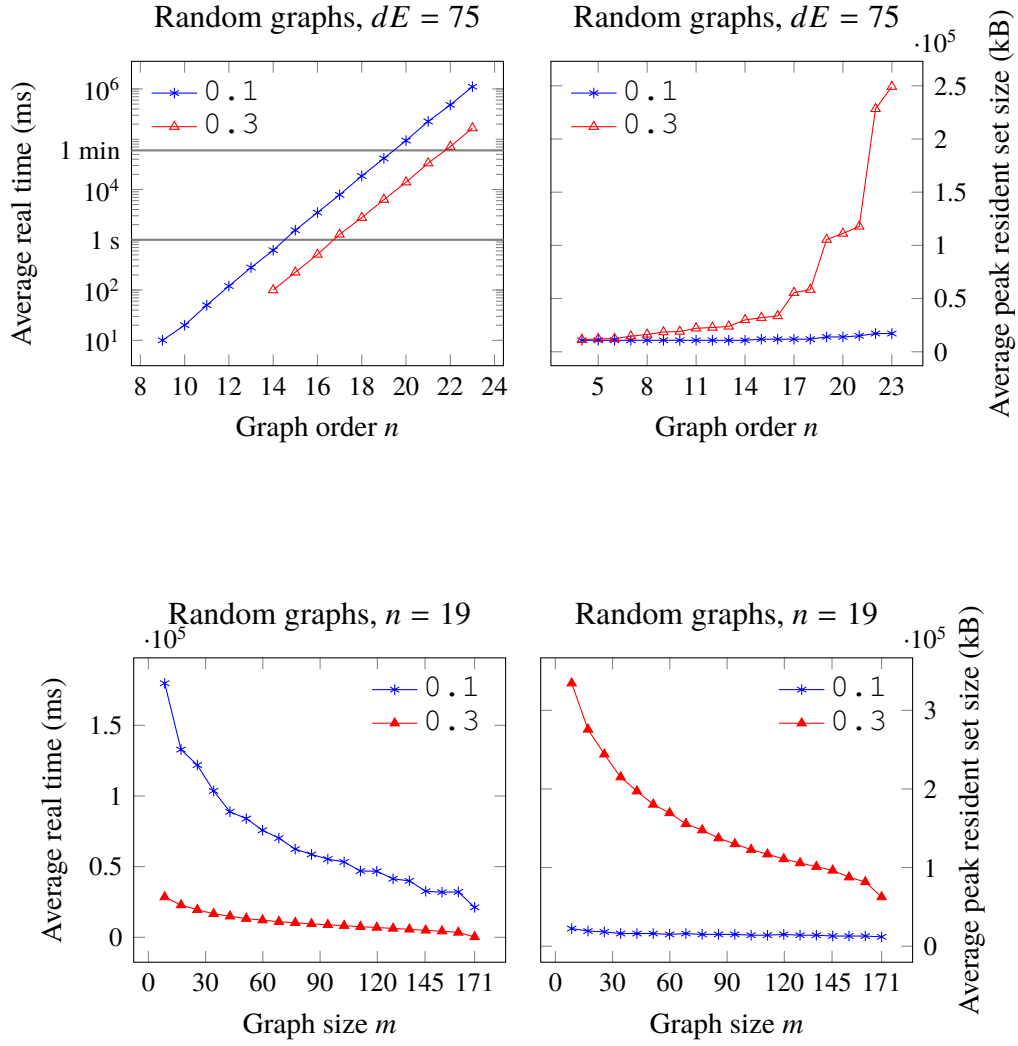 Random graphs, dE = 75
Average real time (ms)
10^6
1 min
10^4
1 s
10^2
10^1
0.1
0.3
8 10 12 14 16 18 20 22 24
Graph order n
Random graphs, dE = 75
·10^5
0.1
0.3
2.5
2
1.5
1
0.5
0
Average peak resident set size (kB)
5 8 11 14 17 20 23
Graph order n
Random graphs, n = 19
·10^5
Average real time (ms)
1.5
1
0.5
0
0.1
0.3
0 30 60 90 120 145 171
Graph size m
Random graphs, n = 19
·10^5
0.1
0.3
3
2
1
0
Average peak resident set size (kB)
0 30 60 90 120 145 171
Graph size m